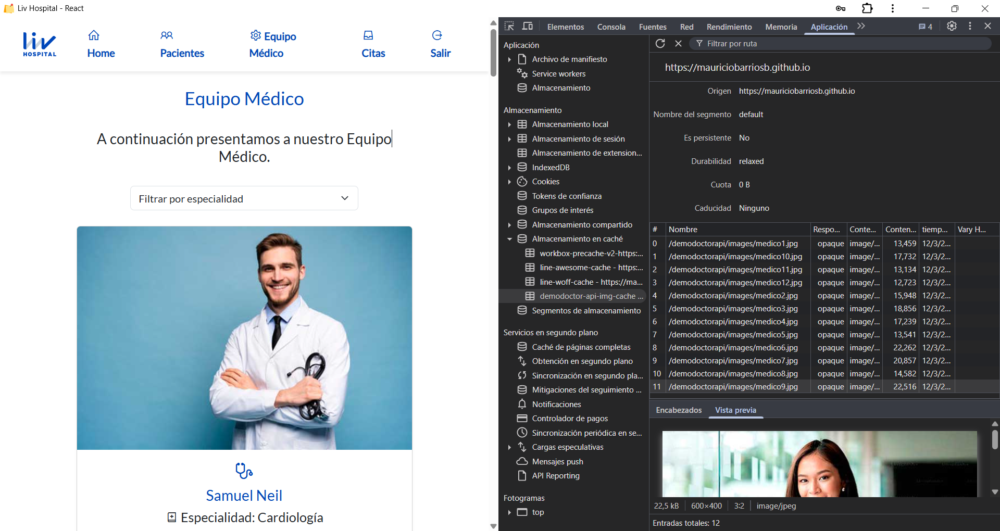 Liv Hospital - React
liv
HOSPITAL
Home
Pacientes
Equipo
Médico
Citas
Salir
Equipo Médico
A continuación presentamos a nuestro Equipo
Médico.
Filtrar por especialidad
Samuel Neil
Especialidad: Cardiología
Elementos Consola Fuentes Red Rendimiento Memoria Aplicación 4
Aplicación
Archivo de manifiesto
Service workers
Almacenamiento
Almacenamiento
Almacenamiento local
Almacenamiento de sesión
Almacenamiento de extension...
IndexedDB
Cookies
Tokens de confianza
Grupos de interés
Almacenamiento compartido
Almacenamiento en caché
workbox-precache-v2-https:...
line-awesome-cache - https:...
line-woff-cache - https://ma...
demodoctor-api-img-cache ...
Segmentos de almacenamiento
Servicios en segundo plano
Caché de páginas completas
Obtención en segundo plano
Sincronización en segundo pla...
Mitigaciones del seguimiento ...
Notificaciones
Controlador de pagos
Sincronización periódica en se...
Cargas especulativas
Mensajes push
API Reporting
Fotogramas
top
Filtrar por ruta
https://mauriciobarriosb.github.io
Origen https://mauriciobarriosb.github.io
Nombre del segmento default
Es persistente No
Durabilidad relaxed
Cuota 0 B
Caducidad Ninguno
# Nombre Respo... Conte... Conten... tiemp... Vary H...
0 /demodoctorapi/images/medico1.jpg opaque image/... 13,459 12/3/2...
1 /demodoctorapi/images/medico10.jpg opaque image/... 17,732 12/3/2...
2 /demodoctorapi/images/medico11.jpg opaque image/... 13,134 12/3/2...
3 /demodoctorapi/images/medico12.jpg opaque image/... 12,723 12/3/2...
4 /demodoctorapi/images/medico2.jpg opaque image/... 15,948 12/3/2...
5 /demodoctorapi/images/medico3.jpg opaque image/... 18,856 12/3/2...
6 /demodoctorapi/images/medico4.jpg opaque image/... 17,239 12/3/2...
7 /demodoctorapi/images/medico5.jpg opaque image/... 13,541 12/3/2...
8 /demodoctorapi/images/medico6.jpg opaque image/... 22,262 12/3/2...
9 /demodoctorapi/images/medico7.jpg opaque image/... 20,857 12/3/2...
10 /demodoctorapi/images/medico8.jpg opaque image/... 14,582 12/3/2...
11 /demodoctorapi/images/medico9.jpg opaque image/... 22,516 12/3/2...
Encabezados Vista previa
22,5 kB 600×400 3:2 image/jpeg
Entradas totales: 12